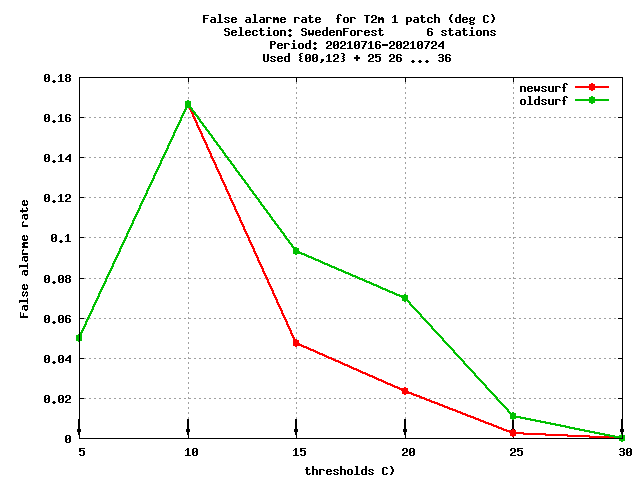 False alarme rate  for T2m 1 patch (deg C)
Selection: SwedenForest      6 stations
Period: 20210716-20210724
Used {00,12} + 25 26 ... 36
newsurf
oldsurf
0.18
0.16
0.14
0.12
0.1
0.08
0.06
0.04
0.02
0
False alarme rate
5 10 15 20 25 30
thresholds C)